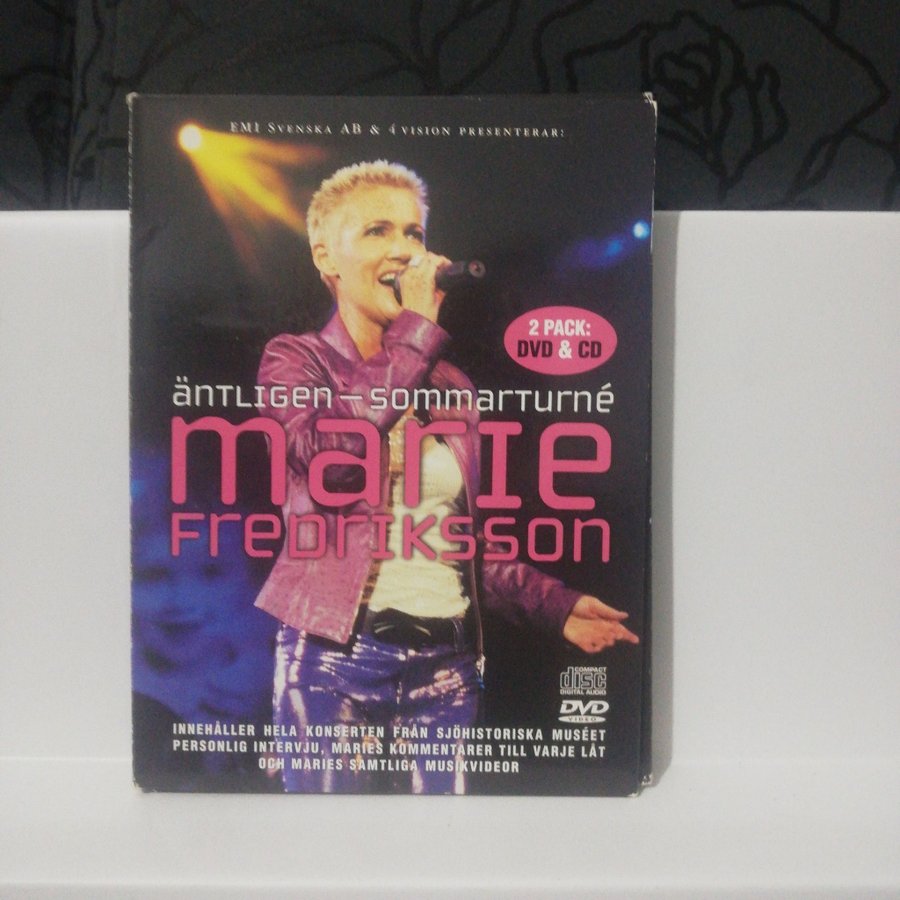 EMI SVENSKA AB & 4 VISION PRESENTERAR:
2 PACK:
DVD & CD
äNTLIGen – sommarturné
marie
Fredriksson
COMPACT
disc
DIGITAL AUDIO
DVD
VIDEO
INNEHÅLLER HELA KONSERTEN FRÅN SJÖHISTORISKA MUSÉET
PERSONLIG INTERVJU, MARIES KOMMENTARER TILL VARJE LÅT
OCH MARIES SAMTLIGA MUSIKVIDEOR